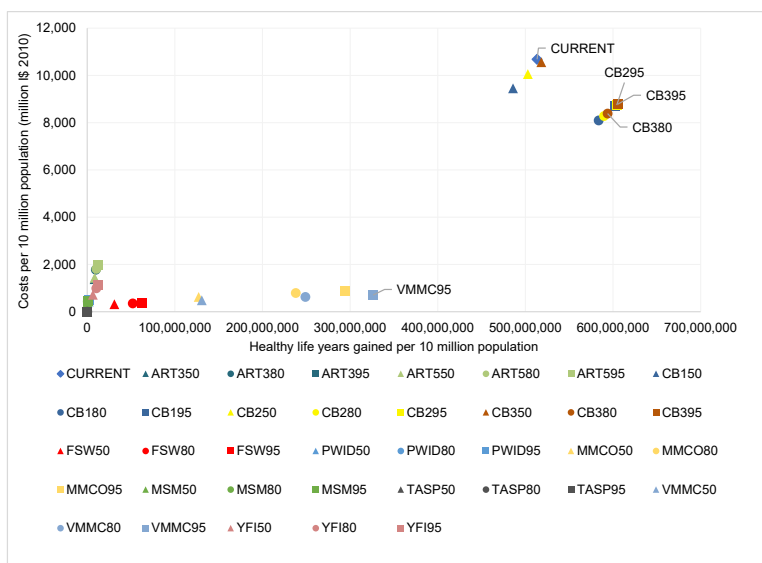 12,000
10,000
8,000
6,000
4,000
2,000
0
Costs per 10 million population (million I$ 2010)
CURRENT
CB295
CB395
CB380
VMMC95
0 100,000,000 200,000,000 300,000,000 400,000,000 500,000,000 600,000,000 700,000,000
Healthy life years gained per 10 million population
CURRENT ART350 ART380 ART395 ART550 ART580 ART595 CB150
CB180 CB195 CB250 CB280 CB295 CB350 CB380 CB395
FSW50 FSW80 FSW95 PWID50 PWID80 PWID95 MMCO50 MMCO80
MMCO95 MSM50 MSM80 MSM95 TASP50 TASP80 TASP95 VMMC50
VMMC80 VMMC95 YFI50 YFI80 YFI95